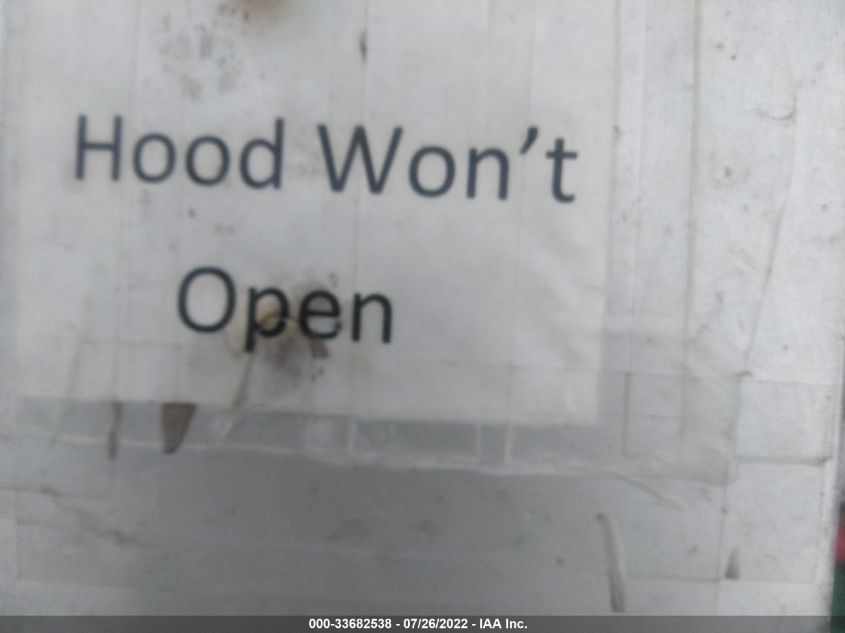 Hood Won’t
Open
000-33682538 - 07/26/2022 - IAA Inc.